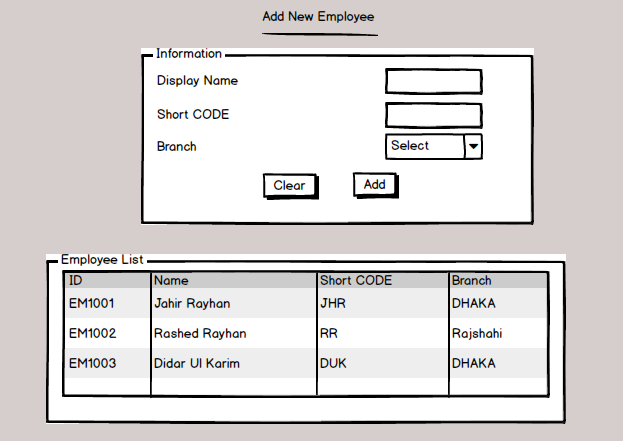 Add New Employee
Information
Display Name
Short CODE
Branch Select
Clear Add
Employee List
ID Name Short CODE Branch
EM1001 Jahir Rayhan JHR DHAKA
EM1002 Rashed Rayhan RR Rajshahi
EM1003 Didar Ul Karim DUK DHAKA